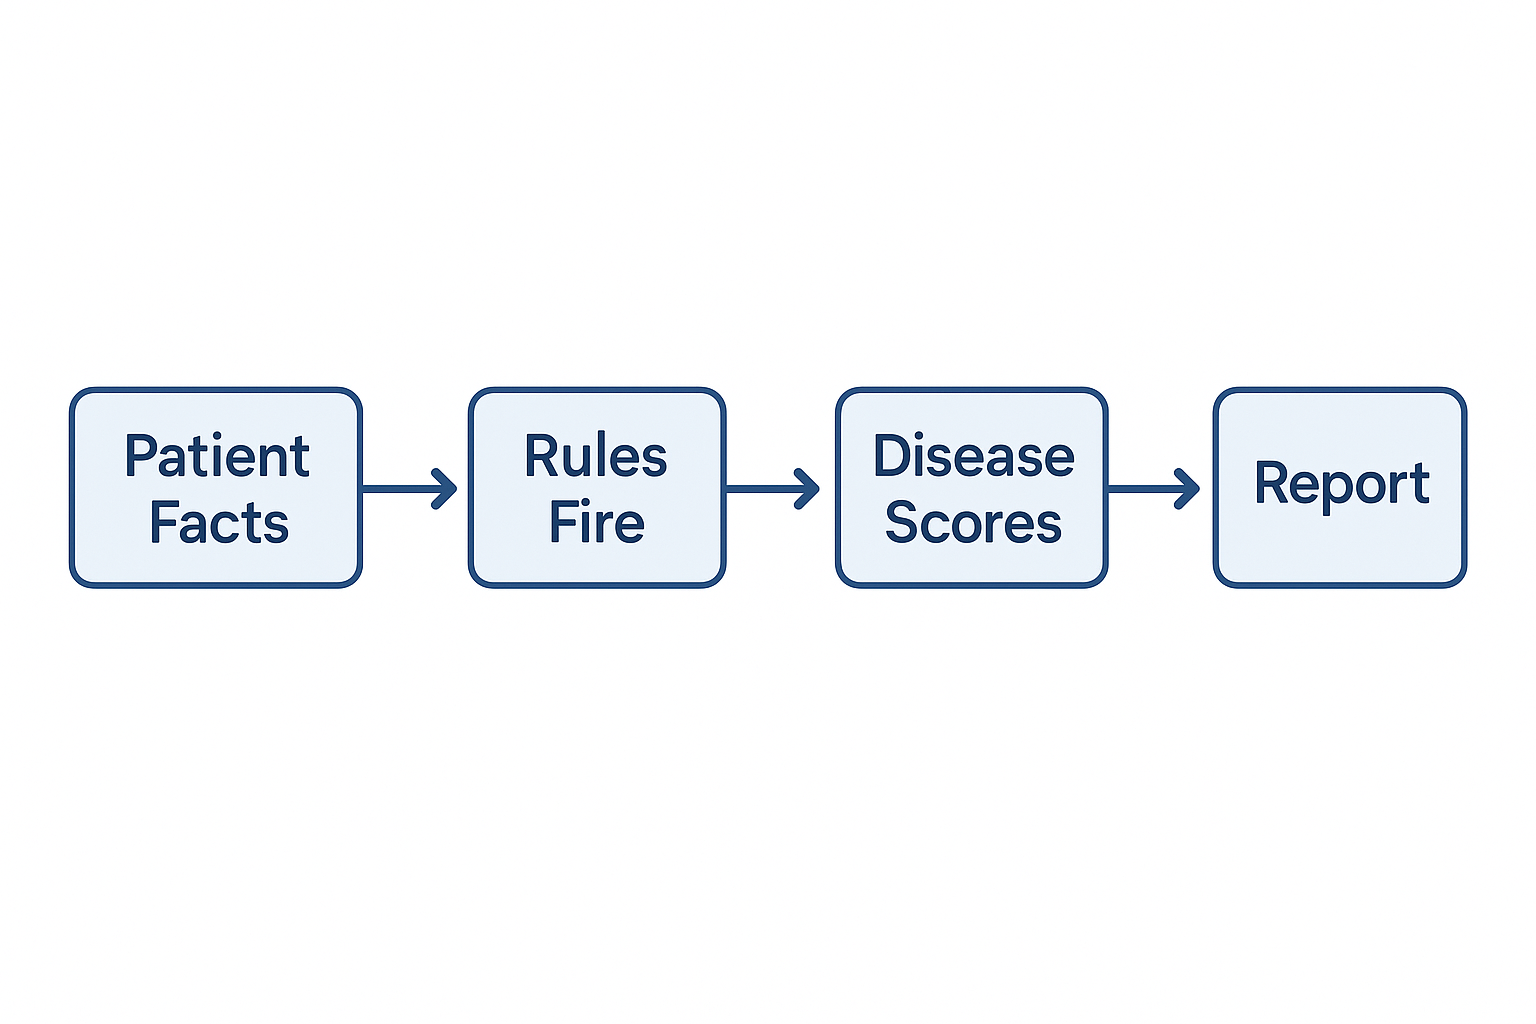 Patient
Facts
Rules
Fire
Disease
Scores
Report